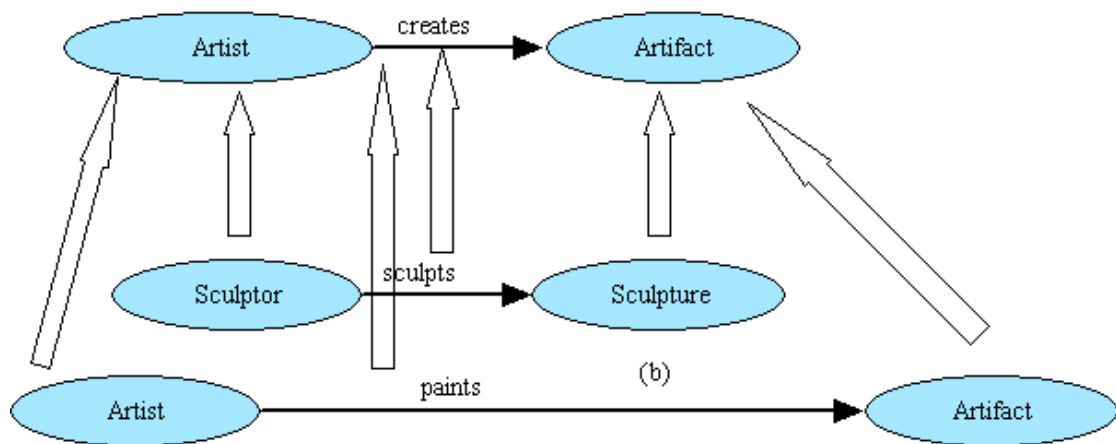 creates
Artist
Artifact
sculpts
Sculptor
Sculpture
(b)
paints
Artist
Artifact